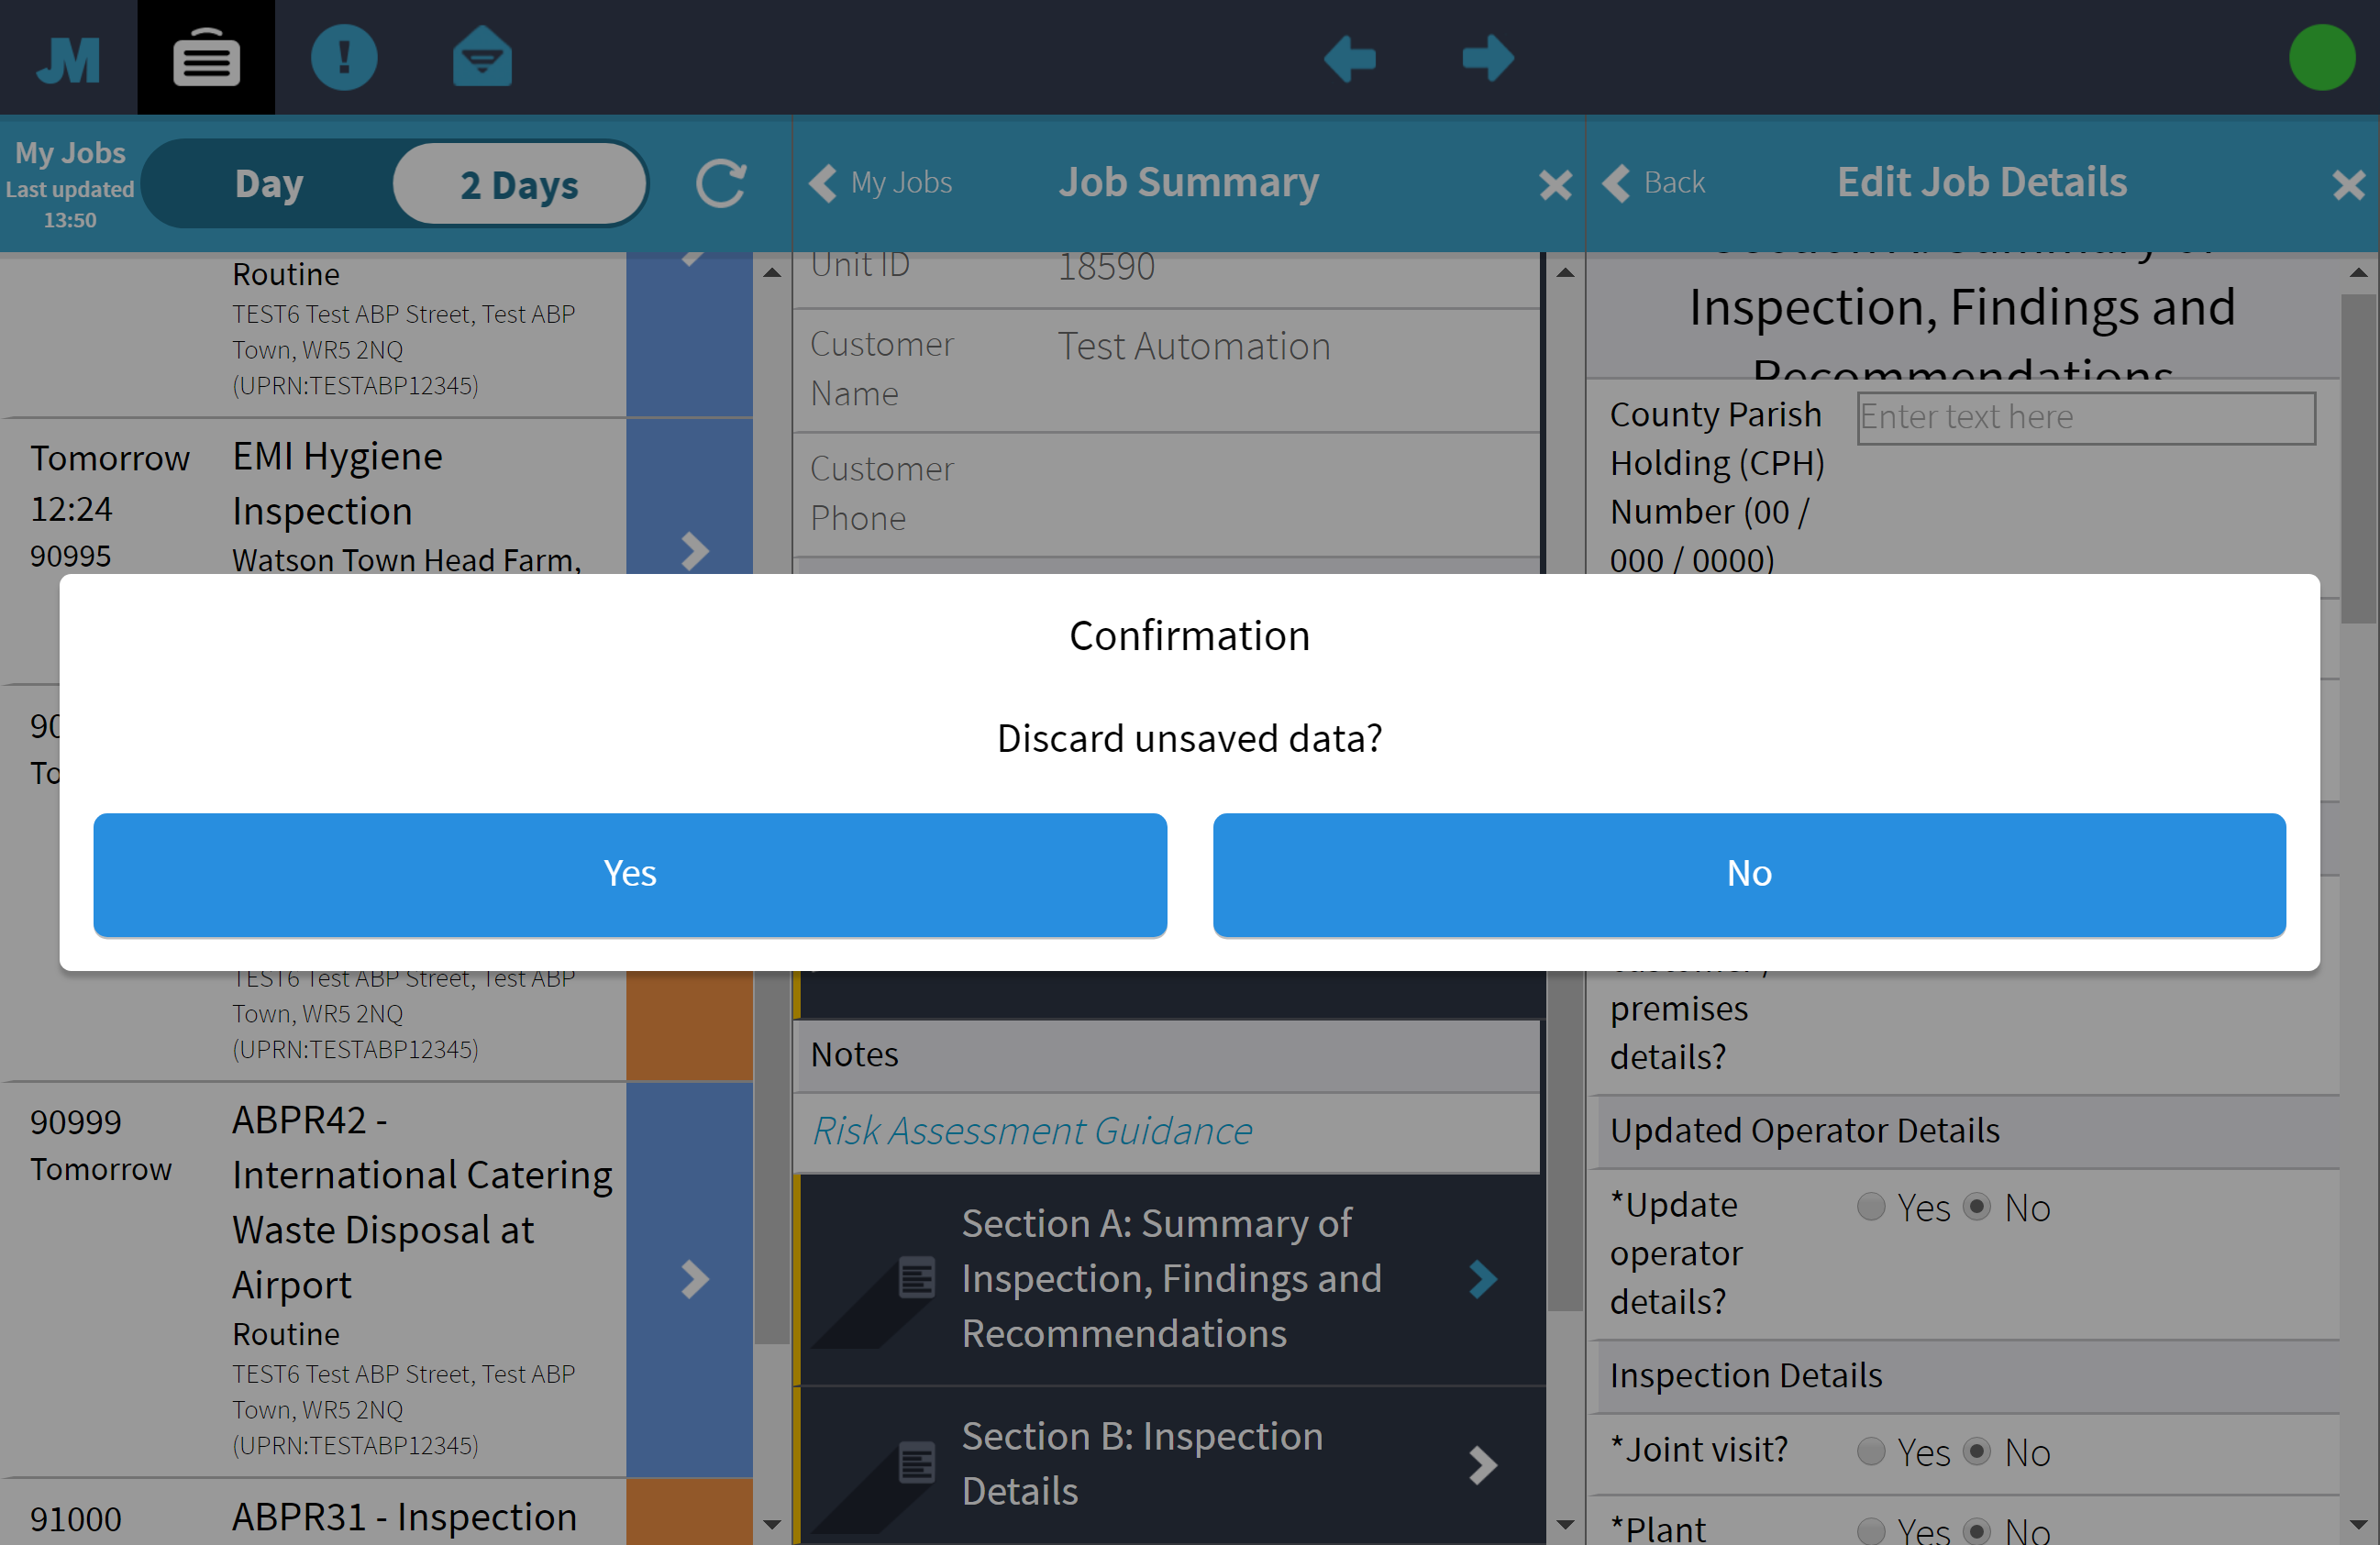 JM
My Jobs
Last updated
13:50
Day
2 Days
My Jobs
Job Summary
Back
Edit Job Details
Routine
TEST6 Test ABP Street, Test ABP
Town, WR5 2NQ
(UPRN:TESTABP12345)
Tomorrow
12:24
90995
EMI Hygiene
Inspection
Watson Town Head Farm,
Unit ID
18590
Customer
Name
Test Automation
Customer
Phone
Inspection, Findings and
Recommendations
County Parish
Holding (CPH)
Number (00 /
000 / 0000)
Enter text here
Confirmation
Discard unsaved data?
Yes
No
TEST6 Test ABP Street, Test ABP
Town, WR5 2NQ
(UPRN:TESTABP12345)
90999
Tomorrow
ABPR42 -
International Catering
Waste Disposal at
Airport
Routine
TEST6 Test ABP Street, Test ABP
Town, WR5 2NQ
(UPRN:TESTABP12345)
91000
ABPR31 - Inspection
Notes
Risk Assessment Guidance
Section A: Summary of
Inspection, Findings and
Recommendations
Section B: Inspection
Details
premises
details?
Updated Operator Details
*Update
operator
details?
Yes No
Inspection Details
*Joint visit?
Yes No
*Plant
Yes No